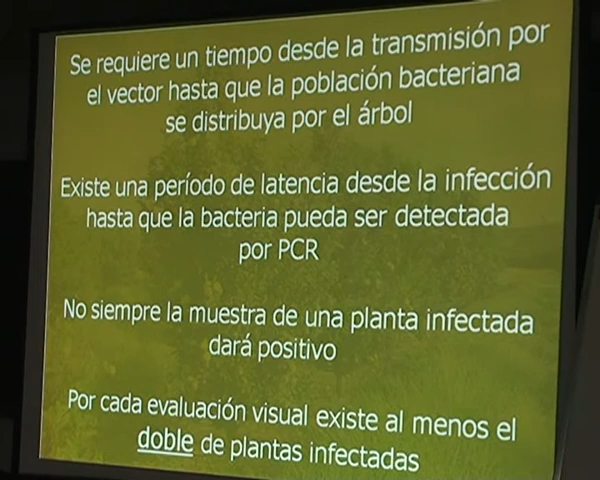 Se requiere un tiempo desde la transmisión por
el vector hasta que la población bacteriana
se distribuya por el árbol
Existe una período de latencia desde la infección
hasta que la bacteria pueda ser detectada
por PCR
No siempre la muestra de una planta infectada
dará positivo
Por cada evaluación visual existe al menos el
doble de plantas infectadas